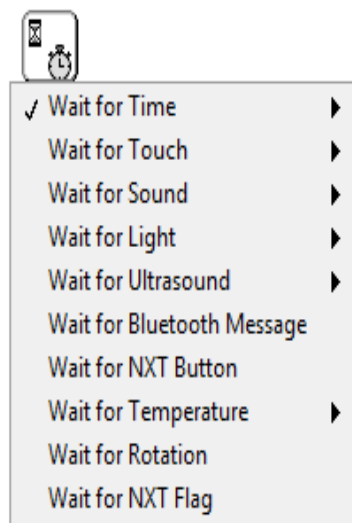 Wait for Time
Wait for Touch
Wait for Sound
Wait for Light
Wait for Ultrasound
Wait for Bluetooth Message
Wait for NXT Button
Wait for Temperature
Wait for Rotation
Wait for NXT Flag